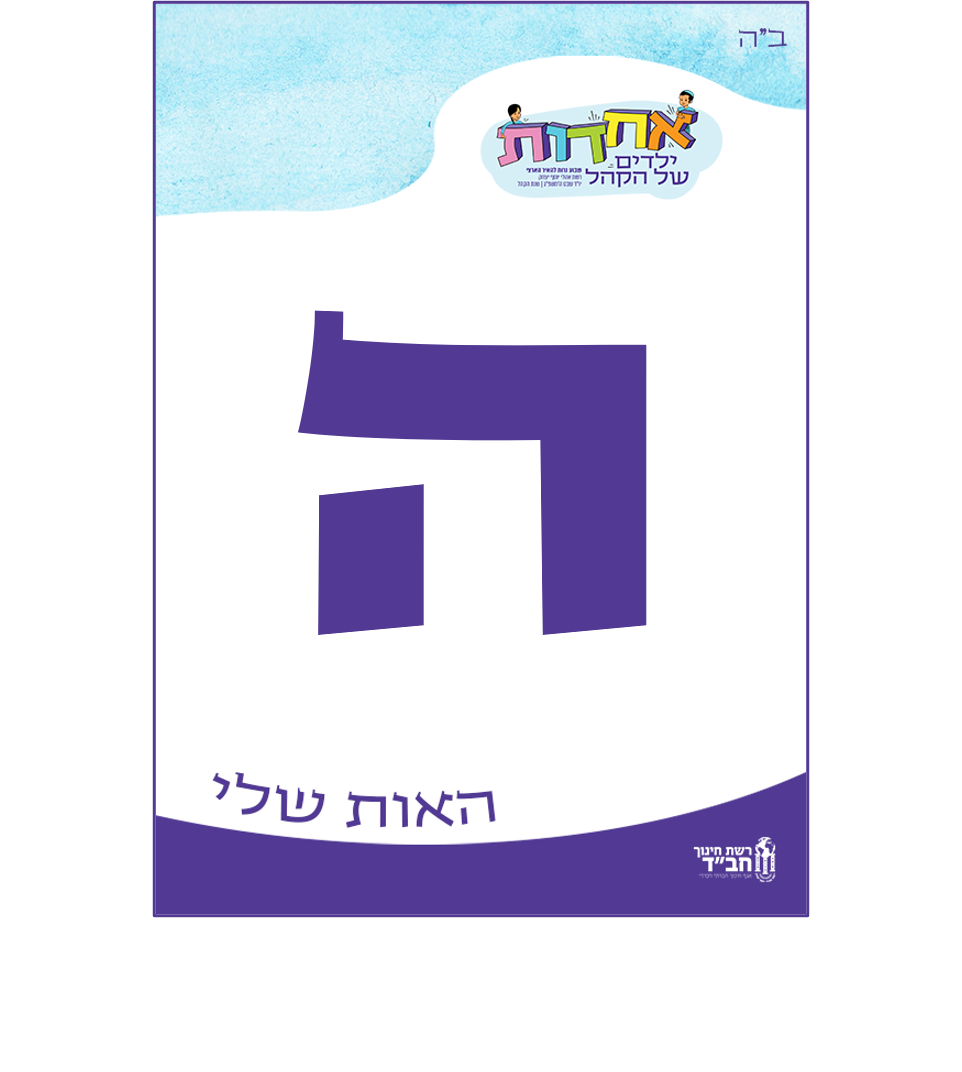 ב"ה
אחדות
ילדים
של הקהל
ה
האות שלי
רשת חינוך
חב"ד